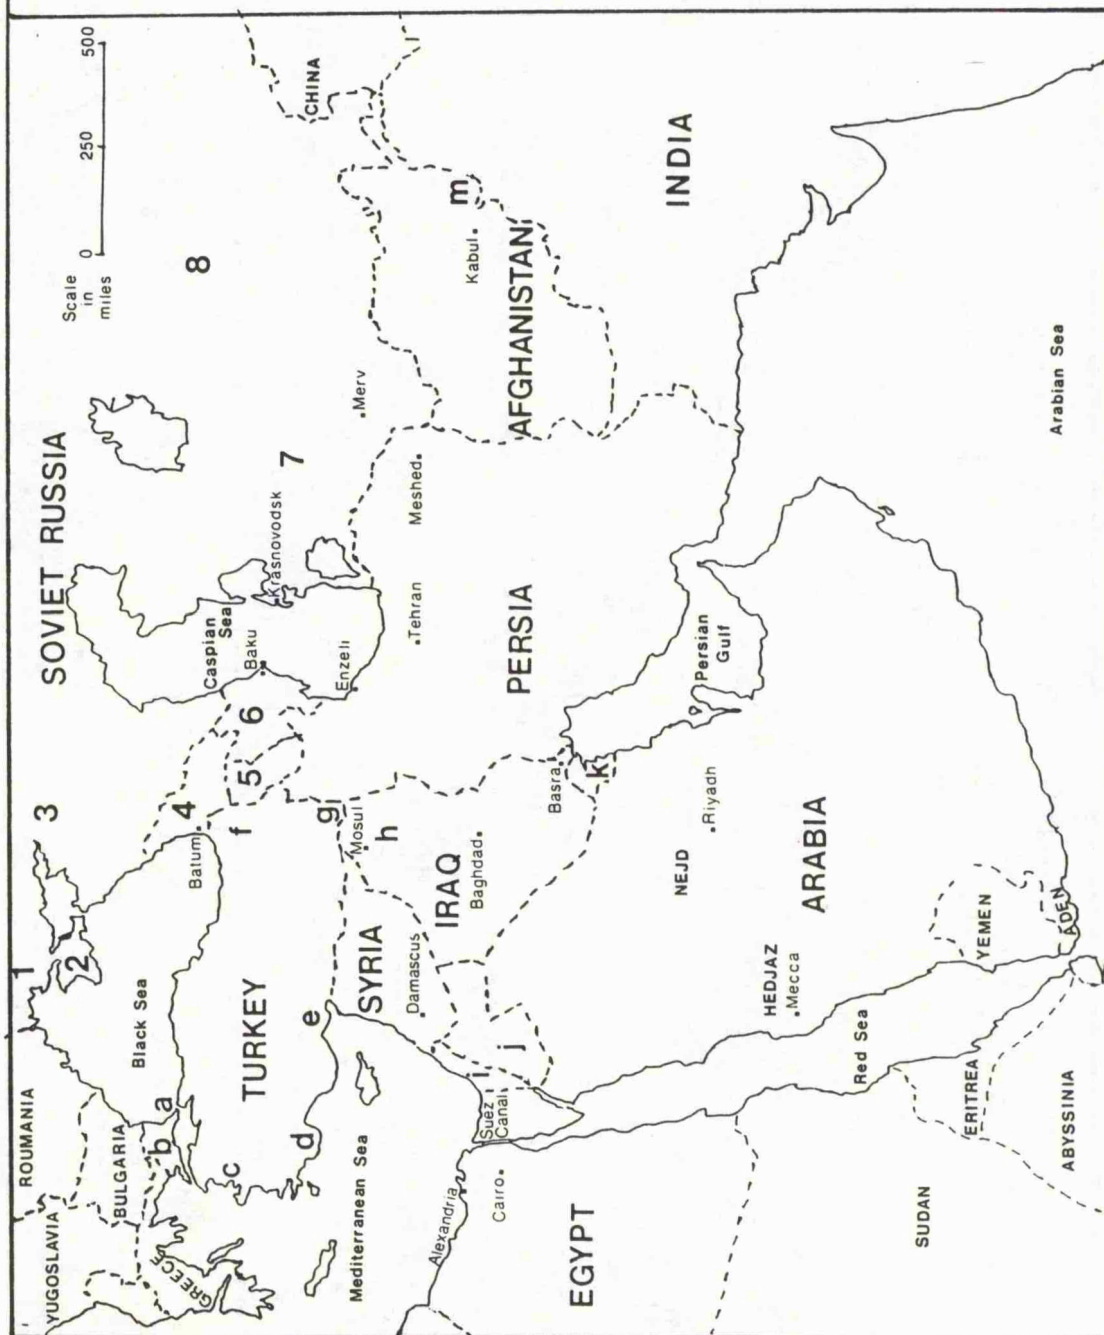 Scale
in
miles
0 250 500
SOVIET RUSSIA
1
2
3
4
5
6
7
8
ROUMANIA
YUGOSLAVIA
BULGARIA
GREECE
Black Sea
Caspian
Sea
Batum
Baku
Krasnovodsk
Enzeli
Merv
Meshed
Tehran
CHINA
TURKEY
a
b
c
d
e
f
g
h
i
j
k
m
Mediterranean Sea
SYRIA
Damascus
Mosul
IRAQ
Baghdad
Basra
PERSIA
AFGHANISTAN
Kabul
INDIA
Persian
Gulf
Alexandria
Cairo
Suez
Canal
EGYPT
NEJD
Riyadh
HEDJAZ
Mecca
ARABIA
Red Sea
SUDAN
ERITREA
ABYSSINIA
YEMEN
ADEN
Arabian Sea